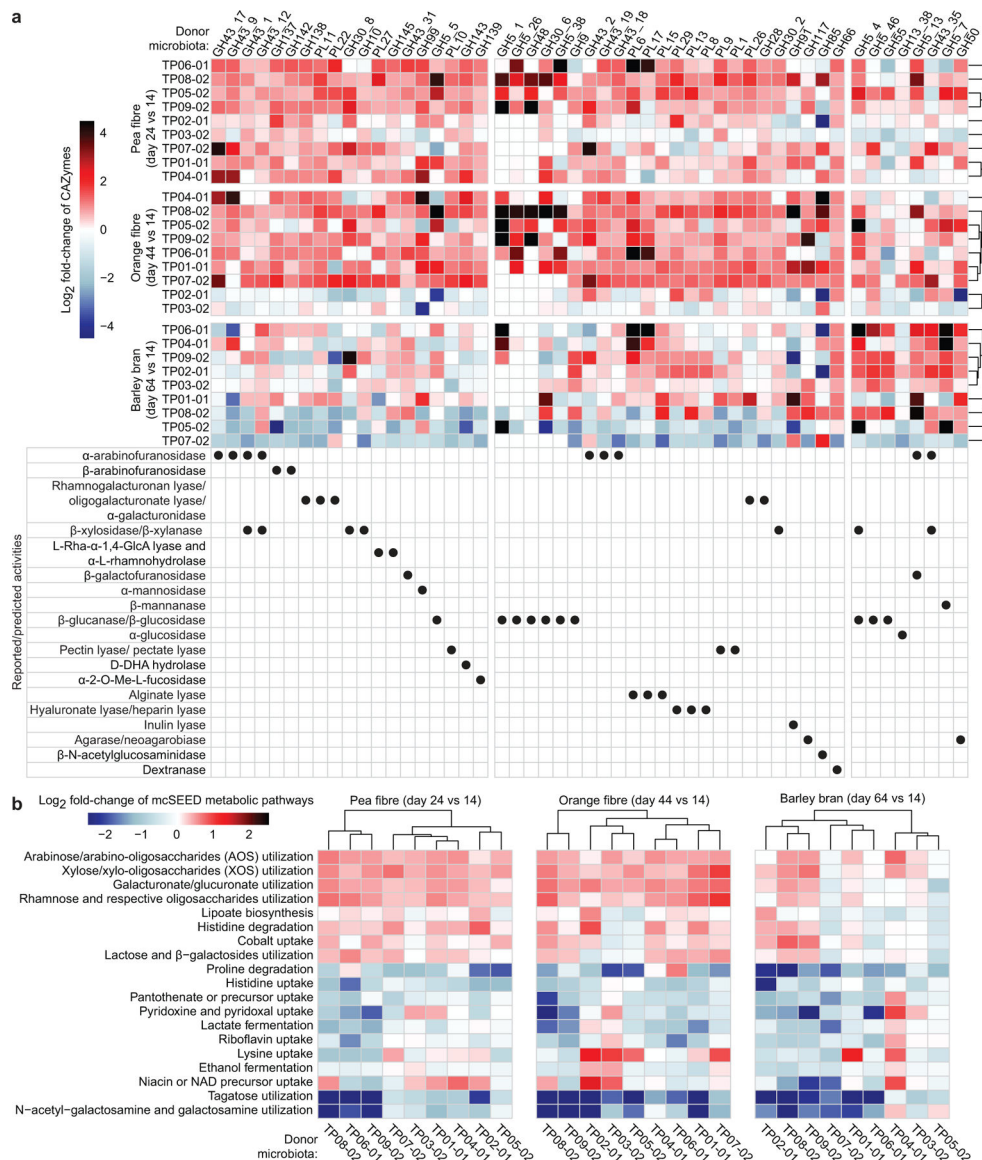 a
Donor
microbiota:
GH43_17
GH43_9
GH43_1
GH43_12
GH137
GH142
GH138
PL11
PL22
GH30_8
GH10
PL27
GH145
GH43_31
GH99
GH5_5
PL10
GH143
GH139
GH5_1
GH5_26
GH48
GH30_6
GH5_38
GH9
GH43_2
GH43_19
GH43_18
PL6
PL17
PL15
PL29
PL13
PL8
PL9
PL1
PL26
GH28
GH30_2
GH91
GH117
GH85
GH66
GH5_4
GH5_46
GH55
GH13_38
GH5_13
GH43_35
GH5_7
GH50
Log2 fold-change of CAZymes
4
2
0
−2
−4
Pea fibre
(day 24 vs 14)
TP06-01
TP08-02
TP05-02
TP09-02
TP02-01
TP03-02
TP07-02
TP01-01
TP04-01
Orange fibre
(day 44 vs 14)
TP04-01
TP08-02
TP05-02
TP09-02
TP06-01
TP01-01
TP07-02
TP02-01
TP03-02
Barley bran
(day 64 vs 14)
TP06-01
TP04-01
TP09-02
TP02-01
TP03-02
TP01-01
TP08-02
TP05-02
TP07-02
Reported/predicted activities
α-arabinofuranosidase
β-arabinofuranosidase
Rhamnogalacturonan lyase/
oligogalacturonate lyase/
α-galacturonidase
β-xylosidase/β-xylanase
L-Rha-α-1,4-GlcA lyase and
α-L-rhamnohydrolase
β-galactofuranosidase
α-mannosidase
β-mannanase
β-glucanase/β-glucosidase
α-glucosidase
Pectin lyase/ pectate lyase
D-DHA hydrolase
α-2-O-Me-L-fucosidase
Alginate lyase
Hyaluronate lyase/heparin lyase
Inulin lyase
Agarase/neoagarobiase
β-N-acetylglucosaminidase
Dextranase
b
Log2 fold-change of mcSEED metabolic pathways
−2 −1 0 1 2
Pea fibre (day 24 vs 14)
Orange fibre (day 44 vs 14)
Barley bran (day 64 vs 14)
Arabinose/arabino-oligosaccharides (AOS) utilization
Xylose/xylo-oligosaccharides (XOS) utilization
Galacturonate/glucuronate utilization
Rhamnose and respective oligosaccharides utilization
Lipoate biosynthesis
Histidine degradation
Cobalt uptake
Lactose and β-galactosides utilization
Proline degradation
Histidine uptake
Pantothenate or precursor uptake
Pyridoxine and pyridoxal uptake
Lactate fermentation
Riboflavin uptake
Lysine uptake
Ethanol fermentation
Niacin or NAD precursor uptake
Tagatose utilization
N−acetyl−galactosamine and galactosamine utilization
Donor
microbiota:
TP08-02
TP06-01
TP09-02
TP07-02
TP03-02
TP01-01
TP04-01
TP02-01
TP05-02
TP08-02
TP09-02
TP02-01
TP03-02
TP05-02
TP04-01
TP06-01
TP01-01
TP07-02
TP02-01
TP08-02
TP09-02
TP07-02
TP01-01
TP06-01
TP04-01
TP03-02
TP05-02